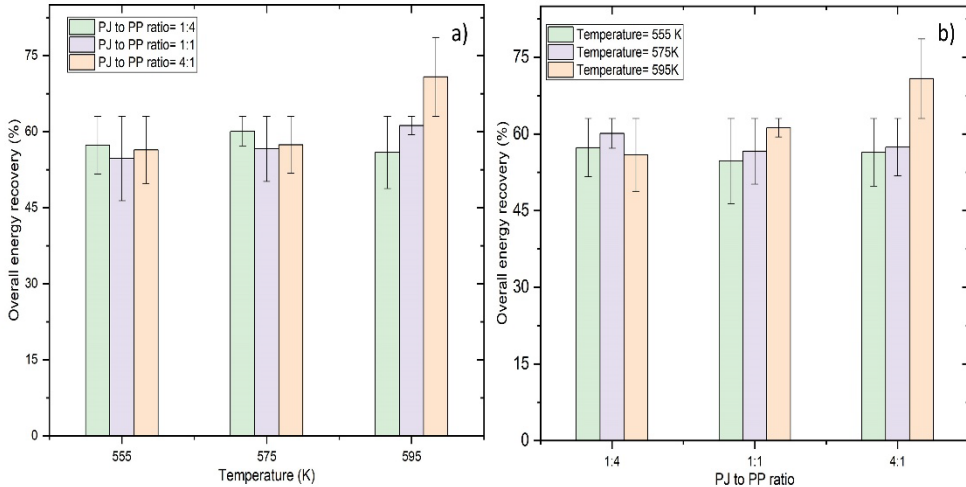 PJ to PP ratio= 1:4
PJ to PP ratio= 1:1
PJ to PP ratio= 4:1
a)
Overall energy recovery (%)
75
60
45
30
15
0
555
575
595
Temperature (K)
Temperature= 555 K
Temperature= 575K
Temperature= 595K
b)
Overall energy recovery (%)
75
60
45
30
15
0
1:4
1:1
4:1
PJ to PP ratio